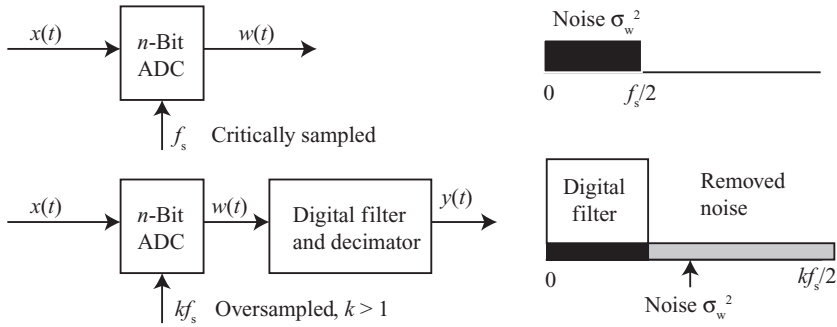 x(t)
n-Bit
ADC
w(t)
f_s Critically sampled
Noise σ_w^2
0
f_s/2
x(t)
n-Bit
ADC
w(t)
Digital filter
and decimator
y(t)
kf_s Oversampled, k > 1
Digital
filter
Removed
noise
0
kf_s/2
Noise σ_w^2